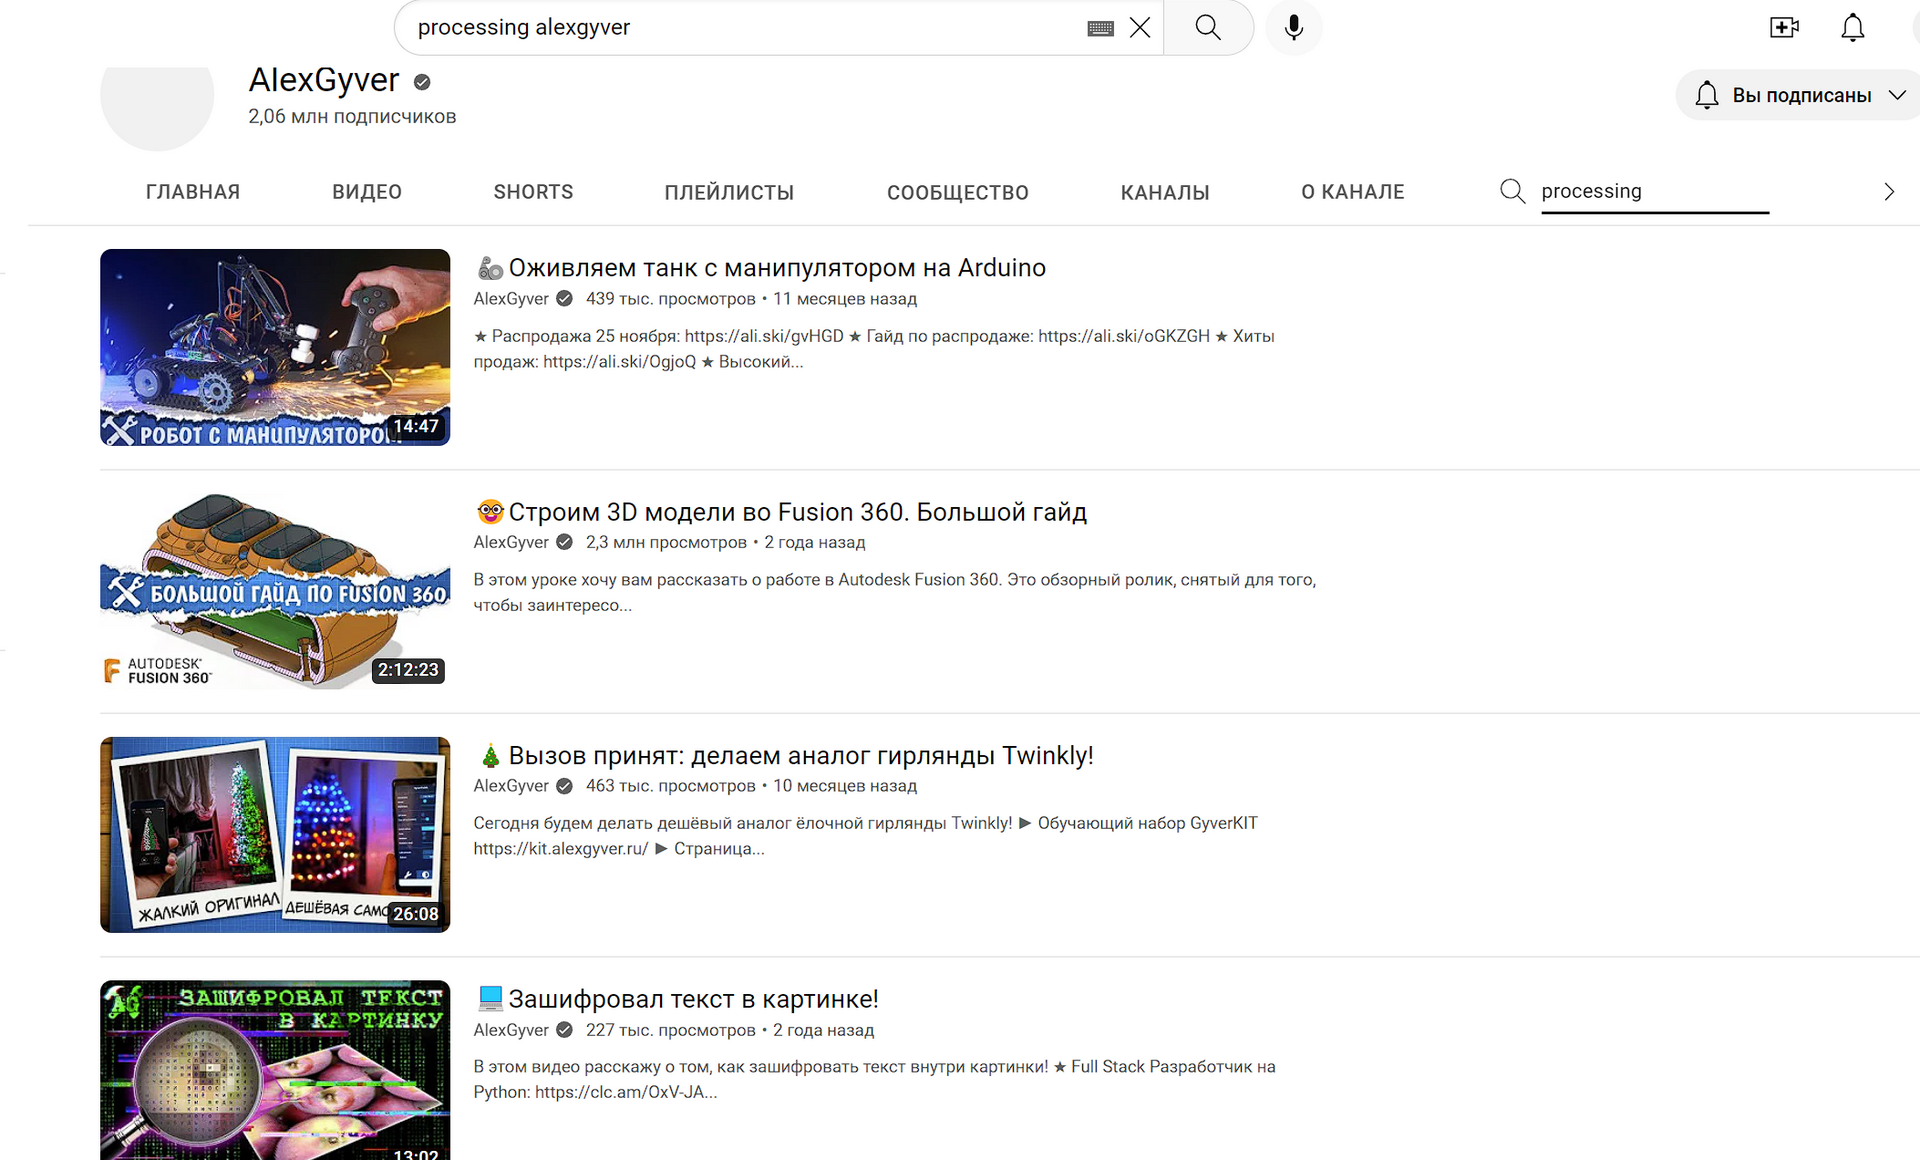 processing alexgyver
AlexGyver
2,06 млн подписчиков
Вы подписаны
ГЛАВНАЯ ВИДЕО SHORTS ПЛЕЙЛИСТЫ СООБЩЕСТВО КАНАЛЫ О КАНАЛЕ processing
РОБОТ С МАНИПУЛЯТОРОМ
14:47
Оживляем танк с манипулятором на Arduino
AlexGyver 439 тыс. просмотров • 11 месяцев назад
★ Распродажа 25 ноября: https://ali.ski/gvHGD ★ Гайд по распродаже: https://ali.ski/oGKZGH ★ Хиты
продаж: https://ali.ski/OgjoQ ★ Высокий...
БОЛЬШОЙ ГАЙД ПО FUSION 360
AUTODESK
FUSION 360
2:12:23
Строим 3D модели во Fusion 360. Большой гайд
AlexGyver 2,3 млн просмотров • 2 года назад
В этом уроке хочу вам рассказать о работе в Autodesk Fusion 360. Это обзорный ролик, снятый для того,
чтобы заинтересо...
ЖАЛКИЙ ОРИГИНАЛ
ДЕШЁВАЯ САМО
26:08
Вызов принят: делаем аналог гирлянды Twinkly!
AlexGyver 463 тыс. просмотров • 10 месяцев назад
Сегодня будем делать дешёвый аналог ёлочной гирлянды Twinkly! ► Обучающий набор GyverKIT
https://kit.alexgyver.ru/ ► Страница...
AG ЗАШИФРОВАЛ ТЕКСТ
В КАРТИНКУ
13:02
Зашифровал текст в картинке!
AlexGyver 227 тыс. просмотров • 2 года назад
В этом видео расскажу о том, как зашифровать текст внутри картинки! ★ Full Stack Разработчик на
Python: https://clc.am/OxV-JA...